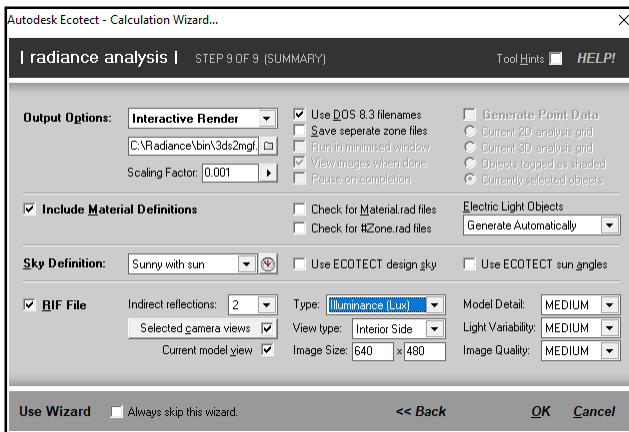 Autodesk Ecotect - Calculation Wizard...
| radiance analysis | STEP 9 OF 9 (SUMMARY) Tool Hints HELP!
Output Options: Interactive Render Use DOS 8.3 filenames Generate Point Data
Save seperate zone files Current 2D analysis grid
C:\Radiance\bin\3ds2mgf. Run in minimised window Current 3D analysis grid
View images when done Objects tagged as shaded
Scaling Factor: 0.001 Pause on completion Currently selected objects
Include Material Definitions Check for Material.rad files Electric Light Objects
Check for #Zone.rad files Generate Automatically
Sky Definition: Sunny with sun Use ECOTECT design sky Use ECOTECT sun angles
RIF File Indirect reflections: 2 Type: Illuminance (Lux) Model Detail: MEDIUM
Selected camera views View type: Interior Side Light Variability: MEDIUM
Current model view Image Size: 640 x 480 Image Quality: MEDIUM
Use Wizard Always skip this wizard. << Back OK Cancel